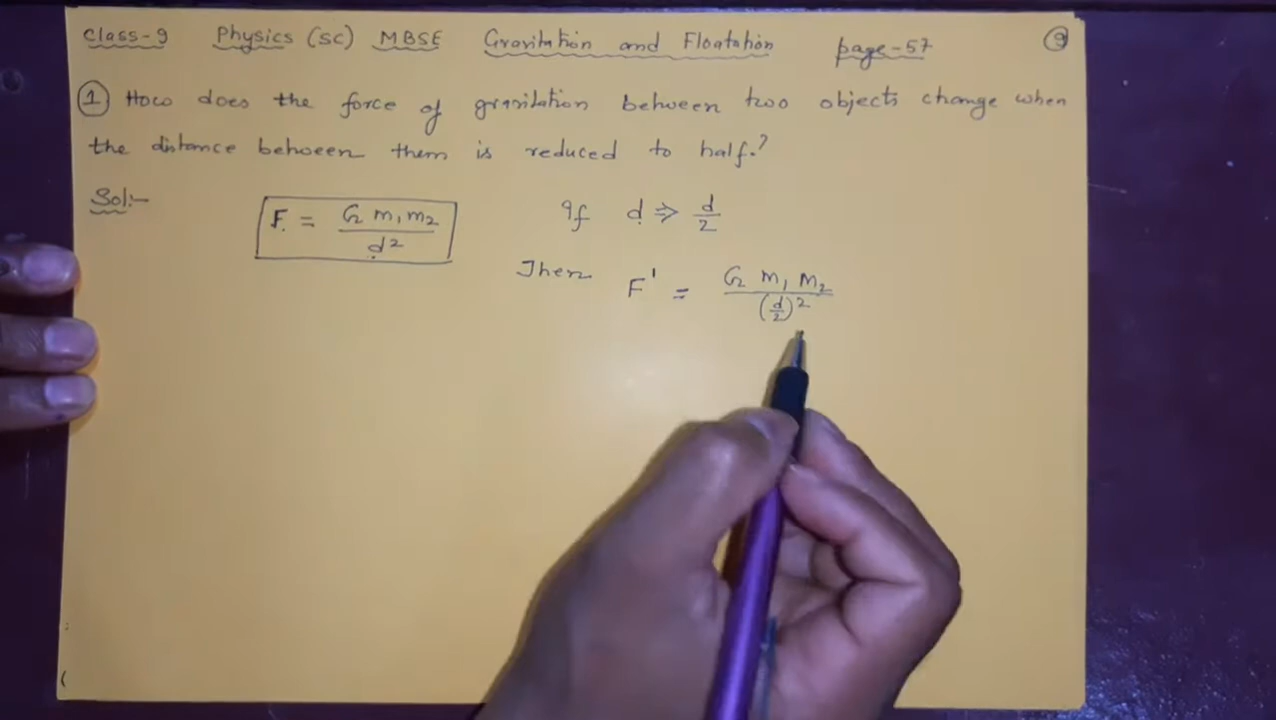 Class-9 Physics (SC) MBSE Gravitation and Floatation page-57 9
1 How does the force of gravitation between two objects change when
the distance between them is reduced to half?
Sol:-
F = G m1 m2 / d²
If d ⇒ d/2
Then F' = G m1 m2 / (d/2)²